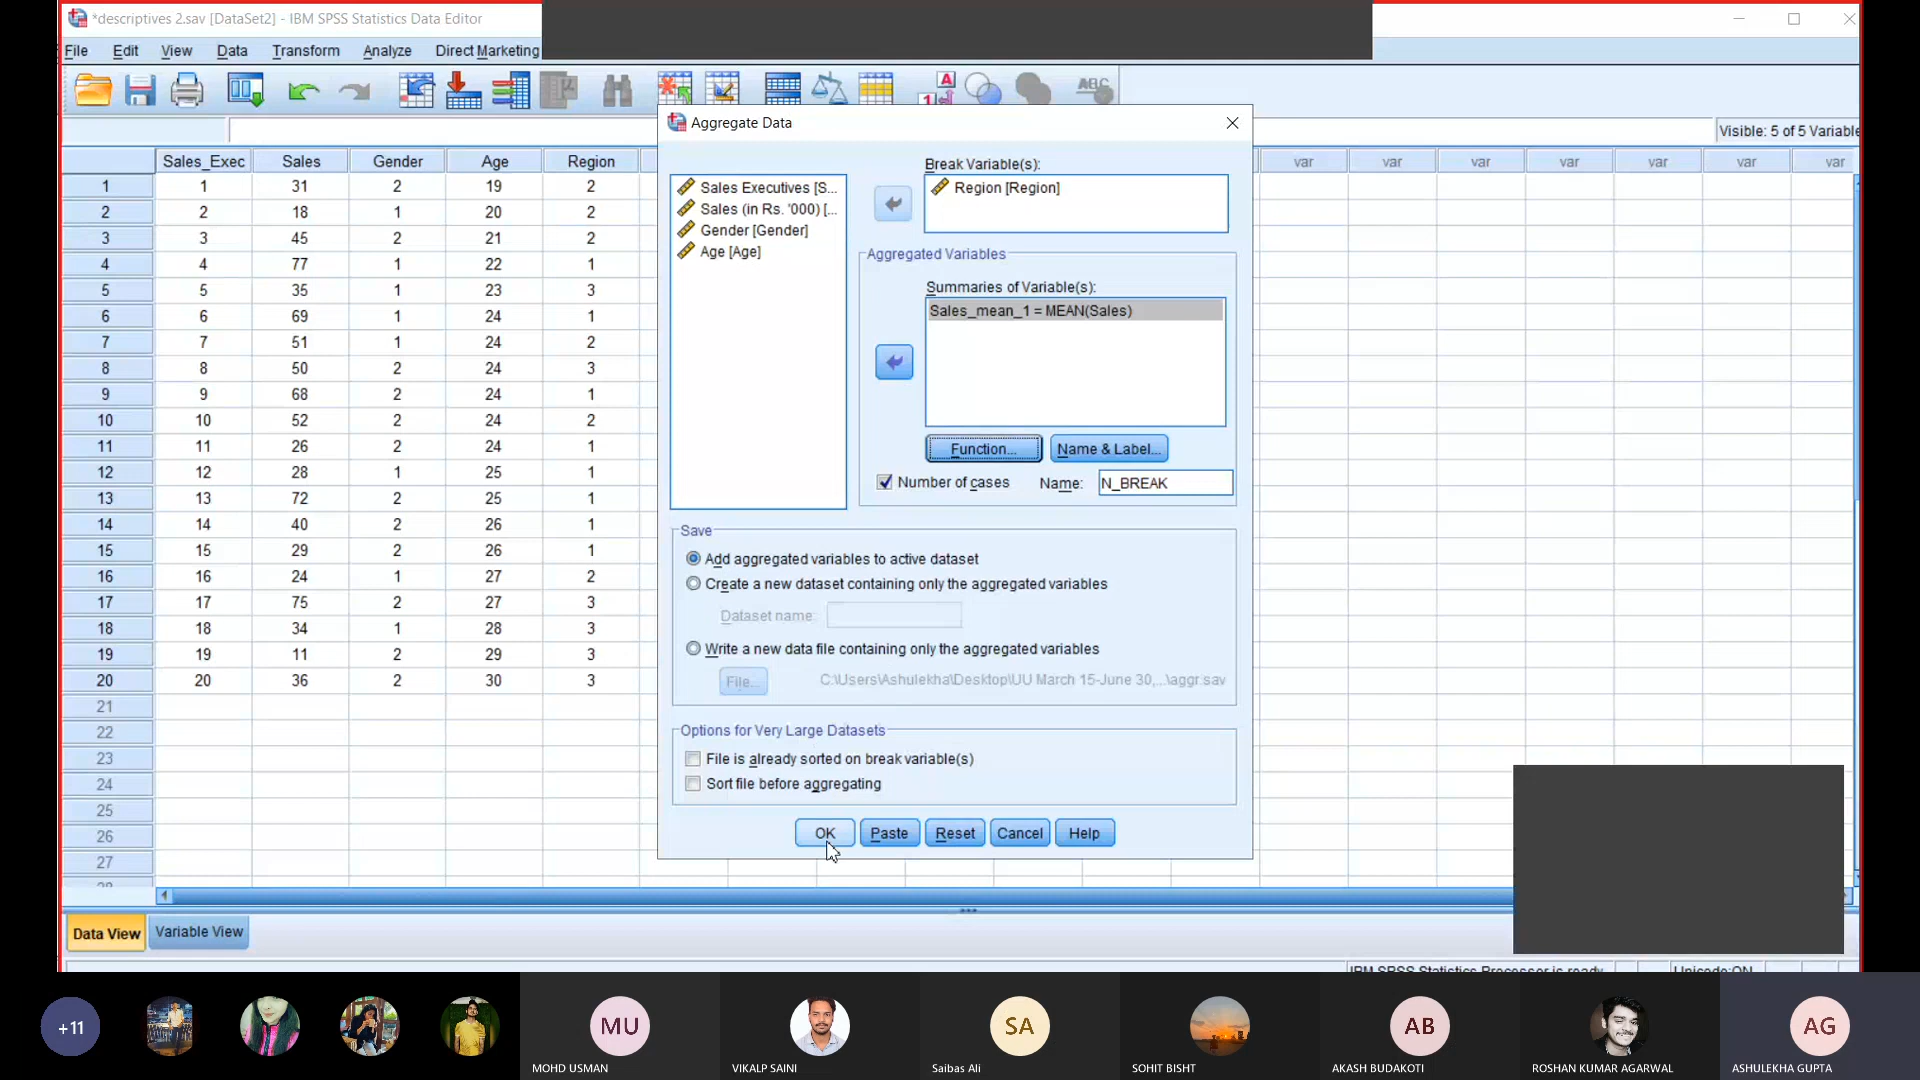 *descriptives 2.sav [DataSet2] - IBM SPSS Statistics Data Editor
File Edit View Data Transform Analyze Direct Marketing
Visible: 5 of 5 Variable
Sales_Exec Sales Gender Age Region var var var var var var var
1 1 31 2 19 2
2 2 18 1 20 2
3 3 45 2 21 2
4 4 77 1 22 1
5 5 35 1 23 3
6 6 69 1 24 1
7 7 51 1 24 2
8 8 50 2 24 3
9 9 68 2 24 1
10 10 52 2 24 2
11 11 26 2 24 1
12 12 28 1 25 1
13 13 72 2 25 1
14 14 40 2 26 1
15 15 29 2 26 1
16 16 24 1 27 2
17 17 75 2 27 3
18 18 34 1 28 3
19 19 11 2 29 3
20 20 36 2 30 3
21
22
23
24
25
26
27
Aggregate Data
Sales Executives [S...
Sales (in Rs. '000) [...
Gender [Gender]
Age [Age]
Break Variable(s):
Region [Region]
Aggregated Variables
Summaries of Variable(s):
Sales_mean_1 = MEAN(Sales)
Function... Name & Label...
Number of cases Name: N_BREAK
Save
Add aggregated variables to active dataset
Create a new dataset containing only the aggregated variables
Dataset name:
Write a new data file containing only the aggregated variables
File... C:\Users\Ashulekha\Desktop\UU March 15-June 30,...\aggr.sav
Options for Very Large Datasets
File is already sorted on break variable(s)
Sort file before aggregating
OK Paste Reset Cancel Help
Data View Variable View
IBM SPSS Statistics Processor is ready Unicode:ON
+11 MU SA AB AG
MOHD USMAN VIKALP SAINI Saibas Ali SOHIT BISHT AKASH BUDAKOTI ROSHAN KUMAR AGARWAL ASHULEKHA GUPTA